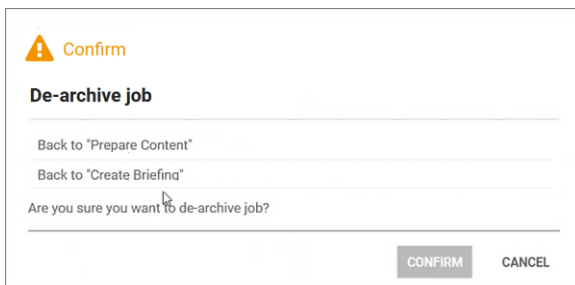 Confirm
De-archive job
Back to "Prepare Content"
Back to "Create Briefing"
Are you sure you want to de-archive job?
CONFIRM CANCEL